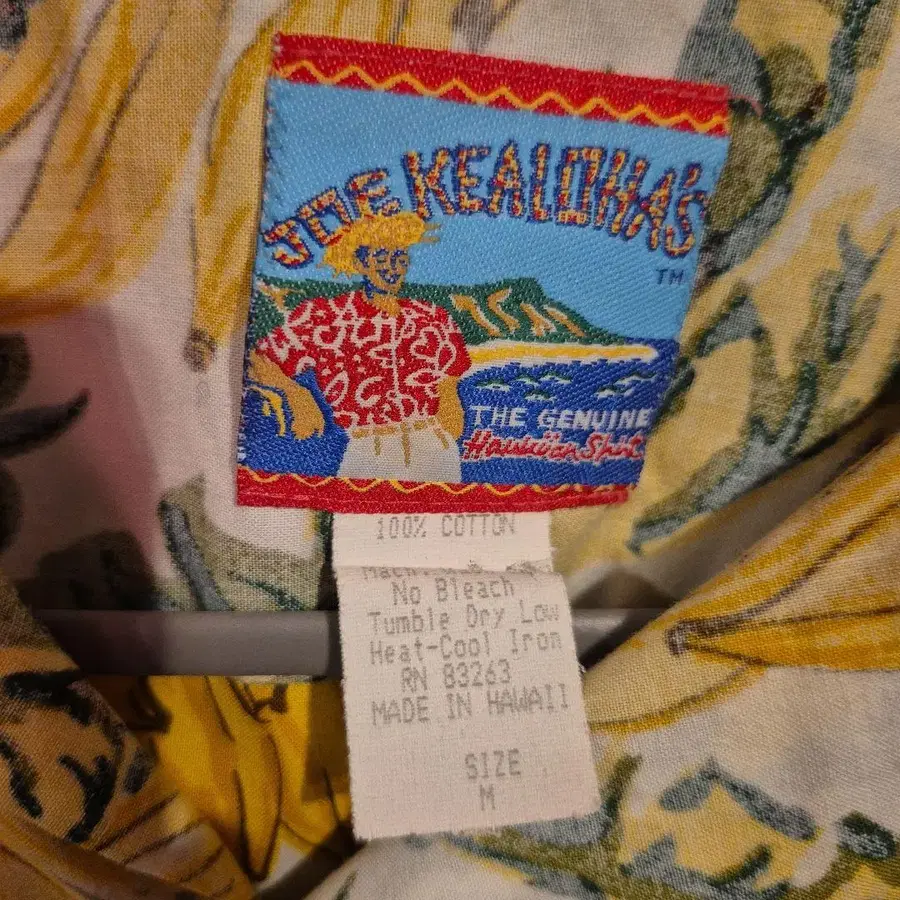 JOE KEALOHA'S
TM
THE GENUINE
Hawaiian Shirt
100% COTTON
No Bleach
Tumble Dry Low
Heat-Cool Iron
RN 83263
MADE IN HAWAII
SIZE
M